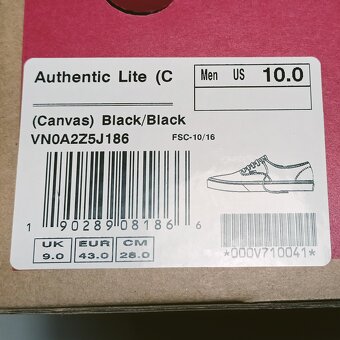 Authentic Lite (C
Men US 10.0
(Canvas) Black/Black
VN0A2Z5J186
FSC-10/16
1 90289 08186 6
*000V710041*
UK EUR CM
9.0 43.0 28.0